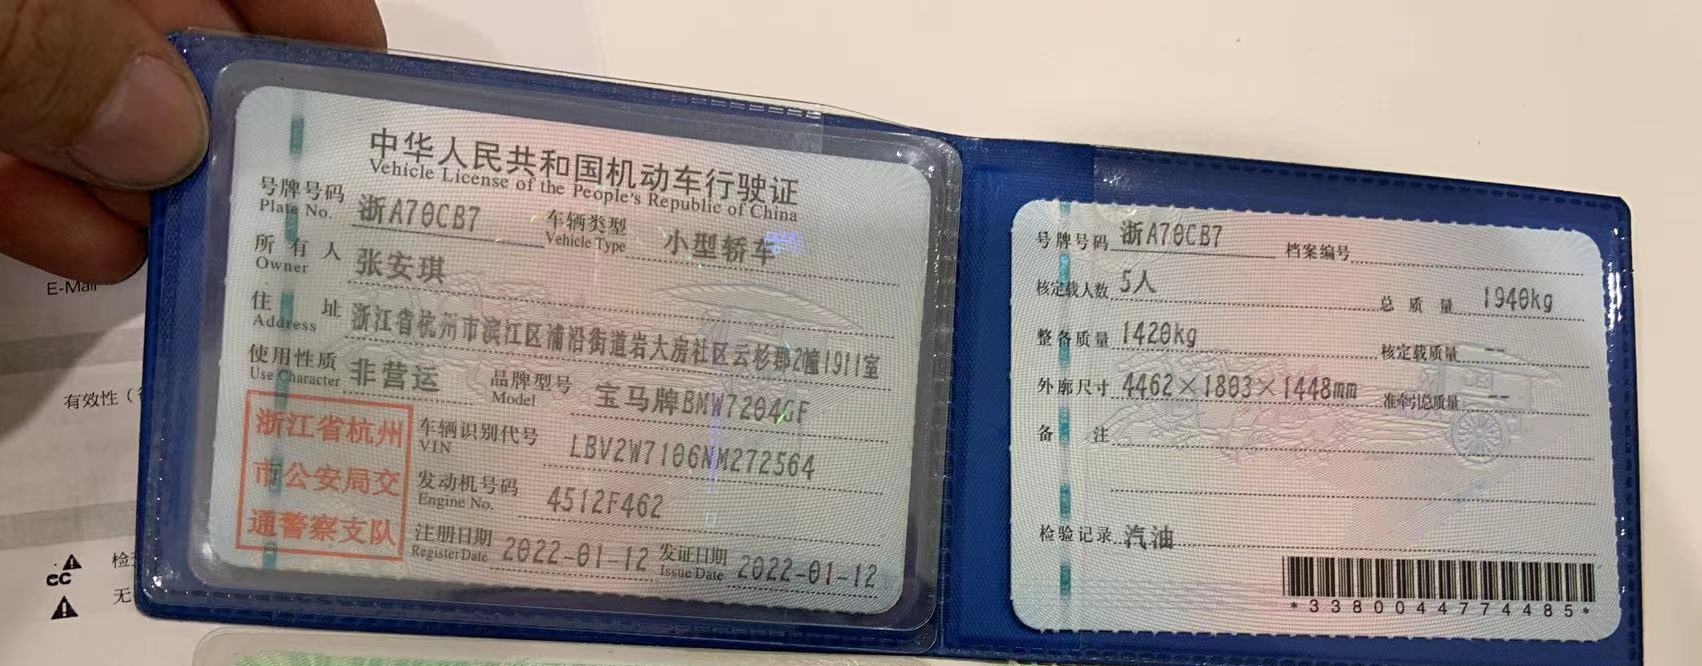 中华人民共和国机动车行驶证
Vehicle License of the People's Republic of China
号牌号码 浙A70CB7 车辆类型 小型轿车
Plate No. Vehicle Type
所有人 张安琪
Owner
住址 浙江省杭州市滨江区浦沿街道岩大房社区云杉郡2幢1911室
Address
使用性质 非营运 品牌型号 宝马牌BMW7204GF
Use Character Model
浙江省杭州
市公安局交
通警察支队
车辆识别代号 LBV2W7106NM272564
VIN
发动机号码 4512F462
Engine No.
注册日期 2022-01-12 发证日期 2022-01-12
Register Date Issue Date
号牌号码 浙A70CB7 档案编号
核定载人数 5人 总质量 1940kg
整备质量 1420kg 核定载质量 --
外廓尺寸 4462×1803×1448mm 准牵引总质量 --
备注
检验记录 汽油
*3380044774485*
E-Mail
有效性（
CC
无